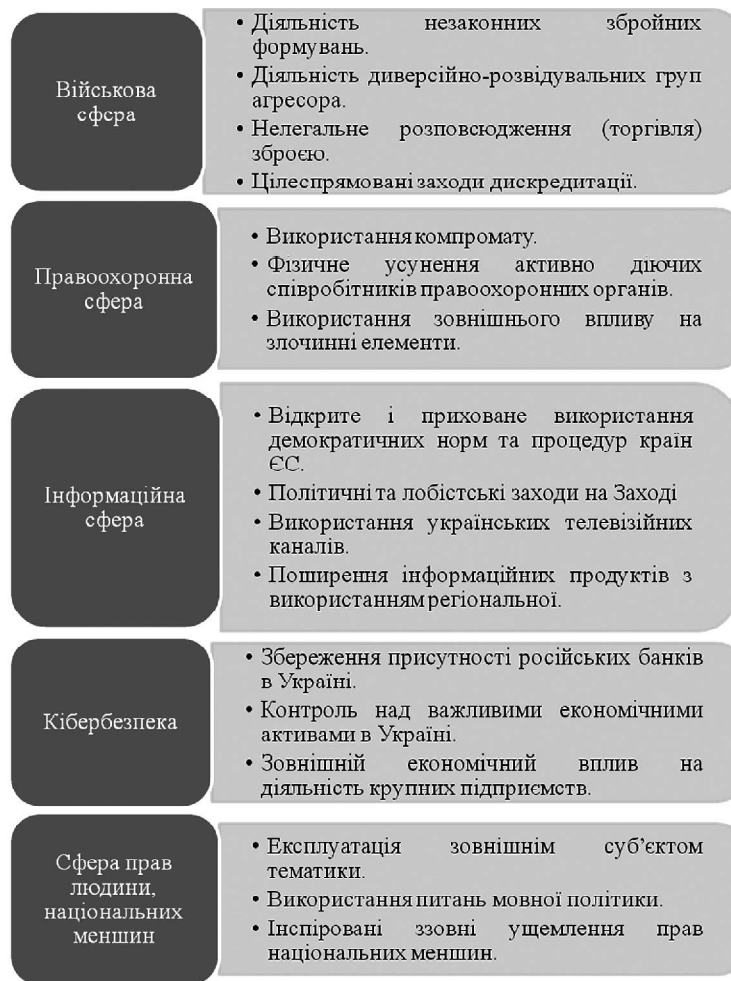 Військова
сфера
• Діяльність незаконних збройних
формувань.
• Діяльність диверсійно-розвідувальних груп
агресора.
• Нелегальне розповсюдження (торгівля)
зброєю.
• Цілеспрямовані заходи дискредитації.
Правоохоронна
сфера
• Використання компромату.
• Фізичне усунення активно діючих
співробітників правоохоронних органів.
• Використання зовнішнього впливу на
злочинні елементи.
Інформаційна
сфера
• Відкрите і приховане використання
демократичних норм та процедур країн
ЄС.
• Політичні та лобістські заходи на Заході
• Використання українських телевізійних
каналів.
• Поширення інформаційних продуктів з
використанням регіональної.
Кібербезпека
• Збереження присутності російських банків
в Україні.
• Контроль над важливими економічними
активами в Україні.
• Зовнішній економічний вплив на
діяльність крупних підприємств.
Сфера прав
людини,
національних
меншин
• Експлуатація зовнішнім суб’єктом
тематики.
• Використання питань мовної політики.
• Інспіровані ззовні ущемлення прав
національних меншин.